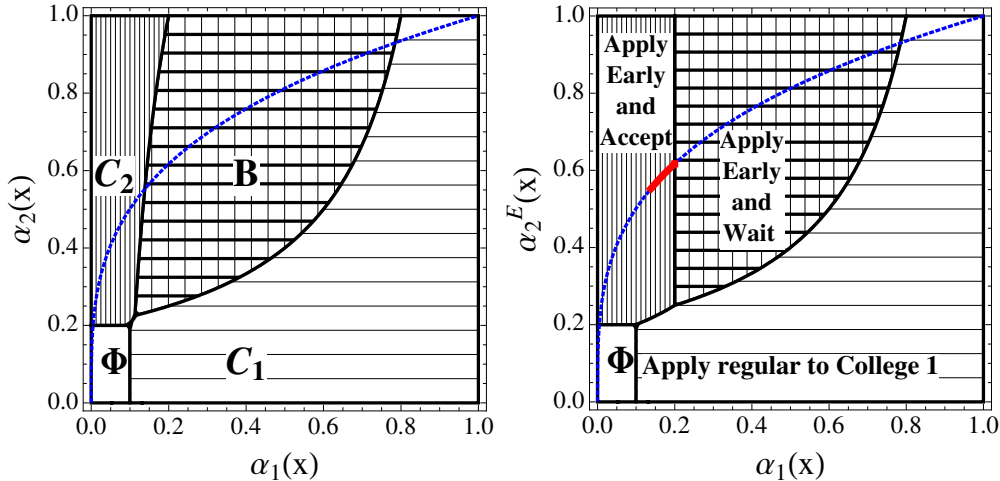 1.0
0.8
0.6
0.4
0.2
0.0
α₂(x)
C₂
B
Φ
C₁
0.0 0.2 0.4 0.6 0.8 1.0
α₁(x)
1.0
0.8
0.6
0.4
0.2
0.0
α₂ᴱ(x)
Apply
Early
and
Accept
Apply
Early
and
Wait
Φ
Apply regular to College 1
0.0 0.2 0.4 0.6 0.8 1.0
α₁(x)